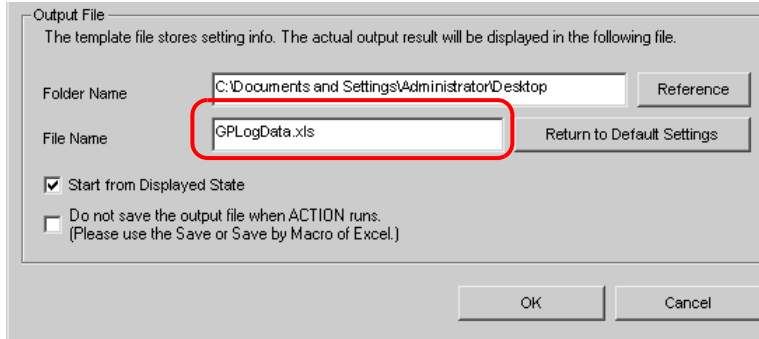 Output File
The template file stores setting info. The actual output result will be displayed in the following file.
Folder Name C:\Documents and Settings\Administrator\Desktop Reference
File Name GPLogData.xls Return to Default Settings
Start from Displayed State
Do not save the output file when ACTION runs.
(Please use the Save or Save by Macro of Excel.)
OK Cancel